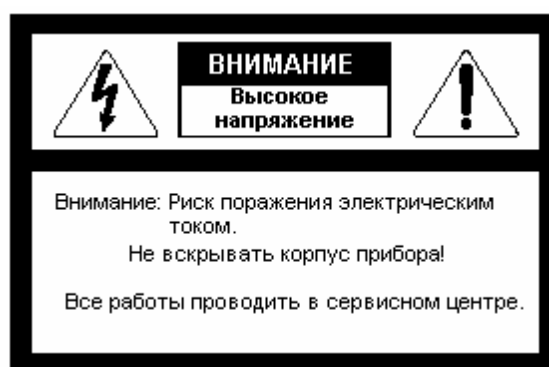 ВНИМАНИЕ
Высокое
напряжение
Внимание: Риск поражения электрическим
током.
Не вскрывать корпус прибора!
Все работы проводить в сервисном центре.